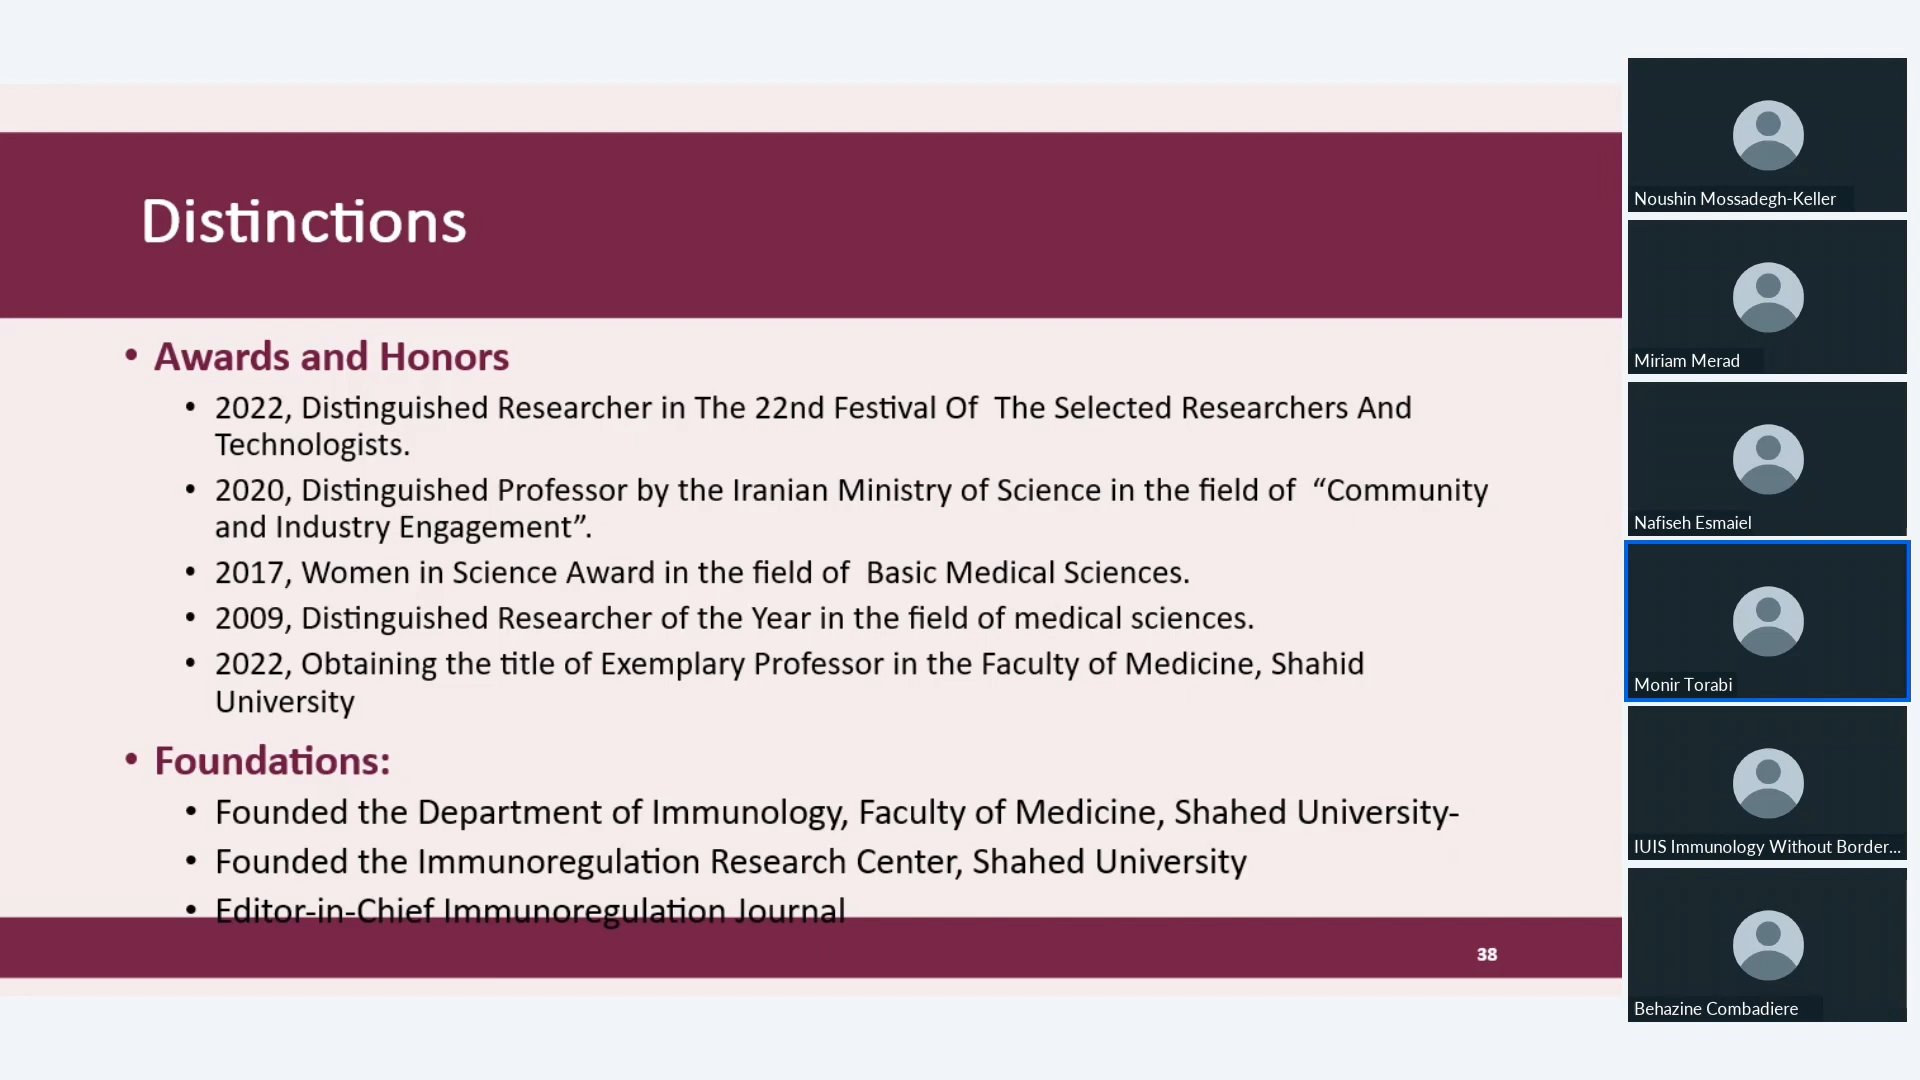 Distinctions
• Awards and Honors
• 2022, Distinguished Researcher in The 22nd Festival Of  The Selected Researchers And
Technologists.
• 2020, Distinguished Professor by the Iranian Ministry of Science in the field of  “Community
and Industry Engagement”.
• 2017, Women in Science Award in the field of  Basic Medical Sciences.
• 2009, Distinguished Researcher of the Year in the field of medical sciences.
• 2022, Obtaining the title of Exemplary Professor in the Faculty of Medicine, Shahid
University
• Foundations:
• Founded the Department of Immunology, Faculty of Medicine, Shahed University-
• Founded the Immunoregulation Research Center, Shahed University
• Editor-in-Chief Immunoregulation Journal
38
Noushin Mossadegh-Keller
Miriam Merad
Nafiseh Esmaiel
Monir Torabi
IUIS Immunology Without Border...
Behazine Combadiere